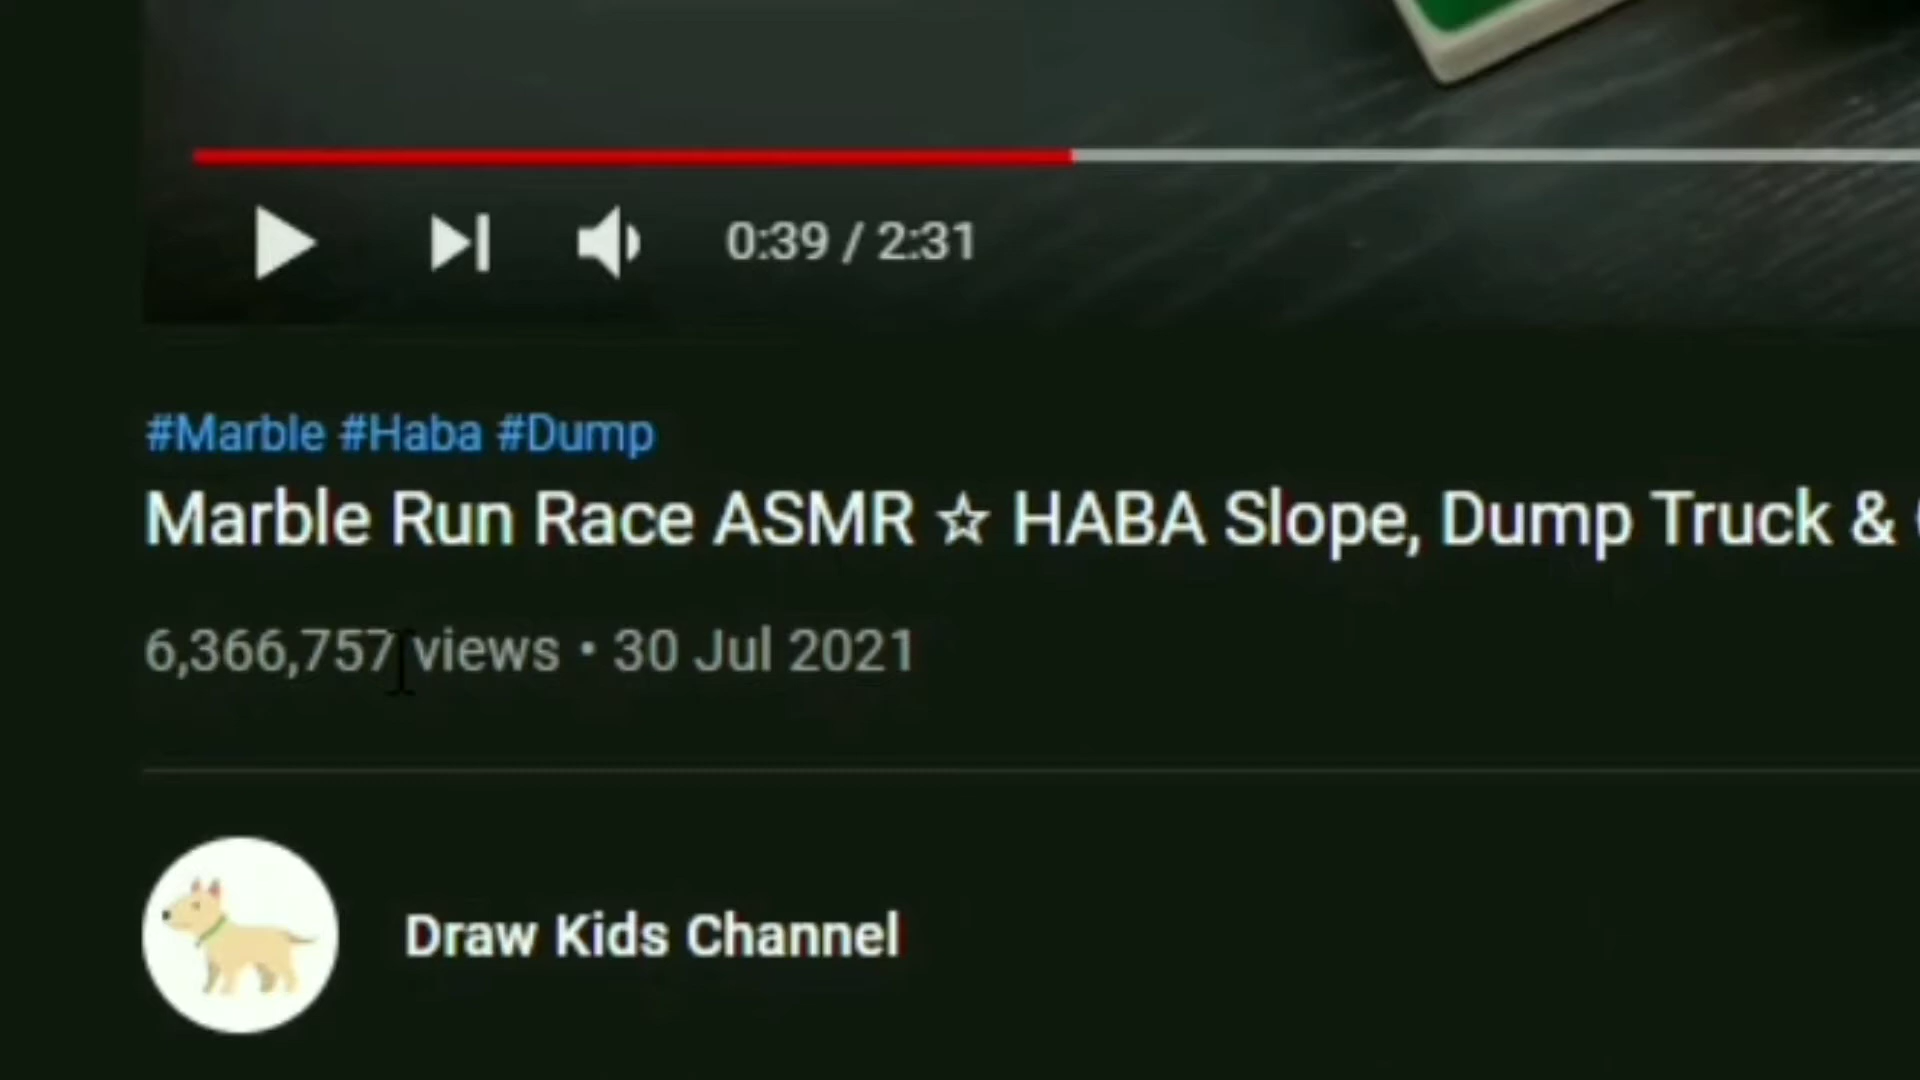 0:39 / 2:31
#Marble #Haba #Dump
Marble Run Race ASMR ☆ HABA Slope, Dump Truck &
6,366,757 views • 30 Jul 2021
Draw Kids Channel